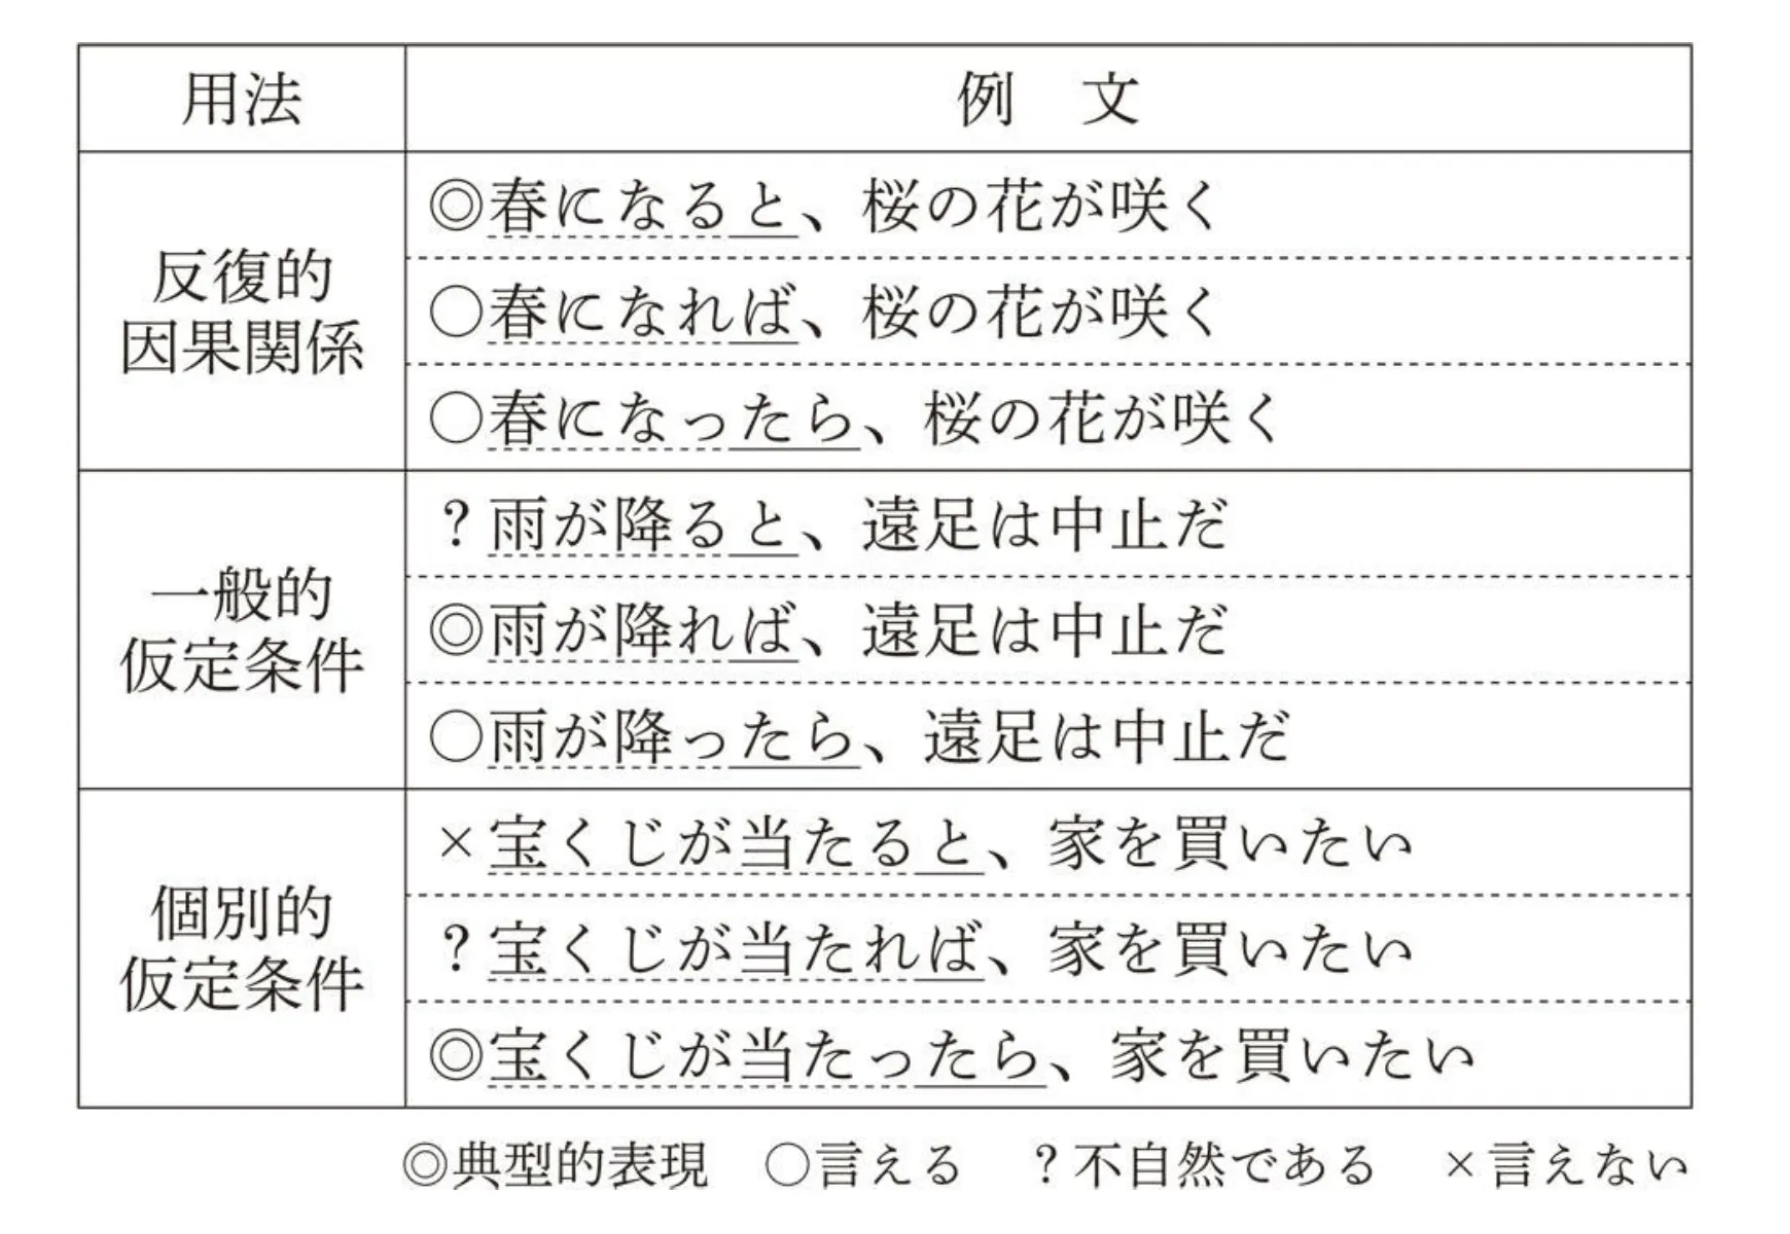 用法
例 文
反復的
因果関係
◎春になると、桜の花が咲く
○春になれば、桜の花が咲く
○春になったら、桜の花が咲く
一般的
仮定条件
？雨が降ると、遠足は中止だ
◎雨が降れば、遠足は中止だ
○雨が降ったら、遠足は中止だ
個別的
仮定条件
×宝くじが当たると、家を買いたい
？宝くじが当たれば、家を買いたい
◎宝くじが当たったら、家を買いたい
◎典型的表現 ○言える ？不自然である ×言えない